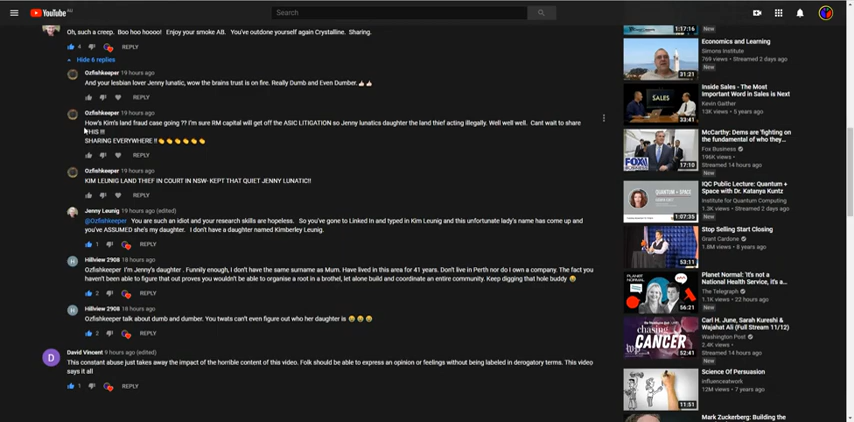 YouTube AU
Search
Oh, such a creep. Boo hoo hoooo! Enjoy your smoke AB. You've outdone yourself again Crystalline. Sharing.
4 REPLY
Hide 6 replies
Ozfishkeeper 19 hours ago
And your lesbian lover Jenny lunatic, wow the brains trust is on fire. Really Dumb and Even Dumber.👍🏻👍🏻
REPLY
Ozfishkeeper 19 hours ago
How's Kim's land fraud case going ?? I'm sure RM capital will get off the ASIC LITIGATION so Jenny lunatics daughter the land thief acting illegally. Well well well. Cant wait to share
THIS !!!
SHARING EVERYWHERE !!👏👏👏👏👏👏
REPLY
Ozfishkeeper 19 hours ago
KIM LEUNIG LAND THIEF IN COURT IN NSW- KEPT THAT QUIET JENNY LUNATIC!!
REPLY
Jenny Leunig 19 hours ago (edited)
@Ozfishkeeper You are such an idiot and your research skills are hopeless. So you've gone to Linked In and typed in Kim Leunig and this unfortunate lady's name has come up and
you've ASSUMED she's my daughter. I don't have a daughter named Kimberley Leunig.
1 REPLY
Hillview 2908 18 hours ago
Ozfishkeeper I'm Jenny's daughter . Funnily enough, I don't have the same surname as Mum. Have lived in this area for 41 years. Don't live in Perth nor do I own a company. The fact you
haven't been able to figure that out proves you wouldn't be able to organise a root in a brothel, let alone build and coordinate an entire community. Keep digging that hole buddy 😂
2 REPLY
Hillview 2908 18 hours ago
Ozfishkeeper talk about dumb and dumber. You twats can't even figure out who her daughter is 😂 😂 😂
2 REPLY
D
David Vincent 9 hours ago (edited)
This constant abuse just takes away the impact of the horrible content of this video. Folk should be able to express an opinion or feelings without being labeled in derogatory terms. This video
says it all
1 REPLY
1:17:16
New
Economics and Learning
Simons Institute
769 views • Streamed 2 days ago
31:21
New
Inside Sales - The Most
Important Word in Sales is Next
Kevin Gaither
13K views • 5 years ago
SALES
33:41
McCarthy: Dems are 'fighting on
the fundamental of who they...
Fox Business
196K views •
Streamed 14 hours ago
FOX
BUSINESS
17:10
New
IQC Public Lecture: Quantum +
Space with Dr. Katanya Kuntz
Institute for Quantum Computing
1.3K views • Streamed 2 days ago
QUANTUM + SPACE
1:07:35
New
Stop Selling Start Closing
Grant Cardone
1.8M views • 8 years ago
Planet Normal: It's not a
National Health Service, it's a...
The Telegraph
1.1K views • 22 hours ago
PLANET
NORMAL
56:21
New
Carl H. June, Sarah Kureshi &
Wajahat Ali (Full Stream 11/12)
Washington Post
2.4K views •
Streamed 14 hours ago
chasing
CANCER
52:41
New
Science Of Persuasion
influenceatwork
12M views • 7 years ago
11:51
Mark Zuckerberg: Building the